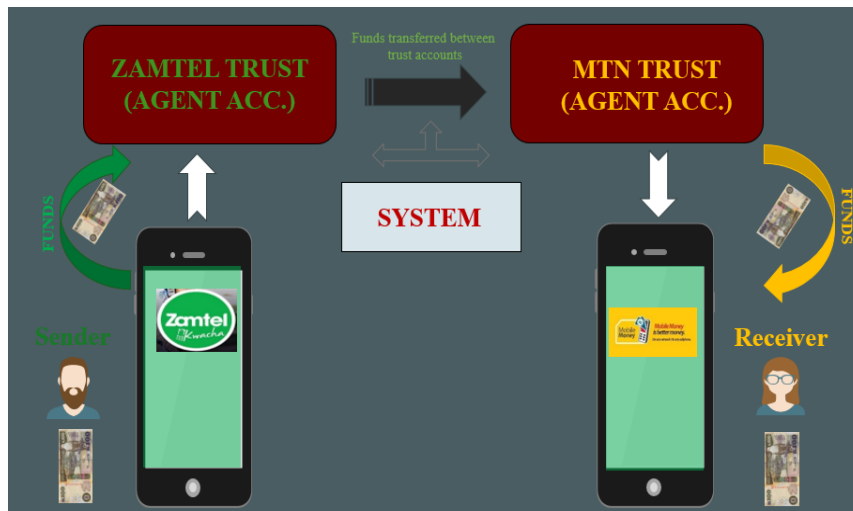 Funds transferred between
trust accounts
ZAMTEL TRUST
(AGENT ACC.)
MTN TRUST
(AGENT ACC.)
FUNDS
FUNDS
SYSTEM
Zamtel
Kwacha
Mobile
Money
Mobile Money
is better money.
Sender
Receiver